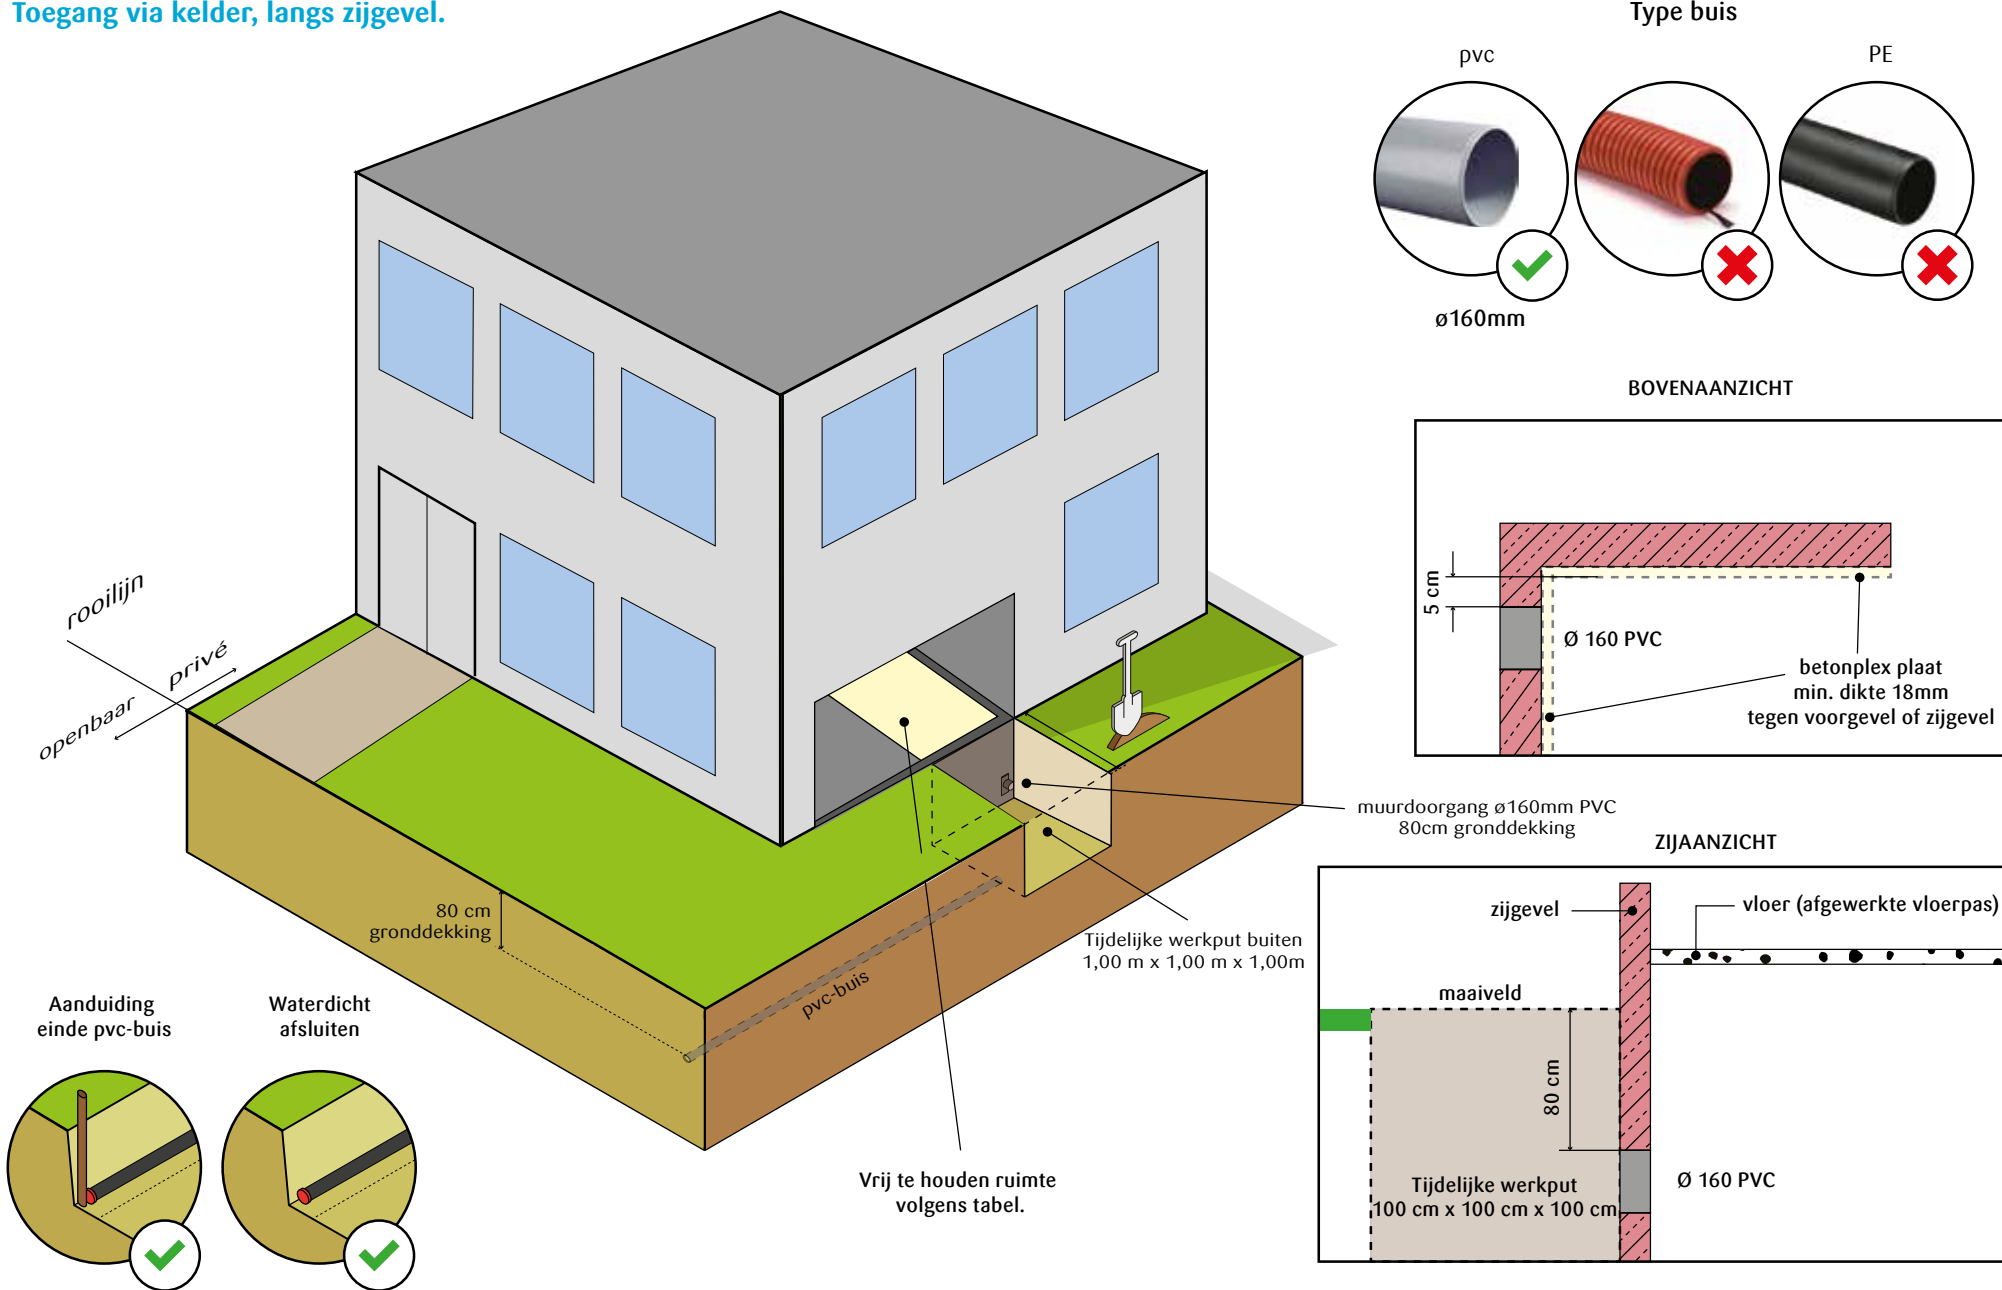 Toegang via kelder, langs zijgevel.
Type buis
pvc
PE
ø160mm
BOVENAANZICHT
5 cm
Ø 160 PVC
betonplex plaat
min. dikte 18mm
tegen voorgevel of zijgevel
rooilijn
privé
openbaar
muurdoorgang ø160mm PVC
80cm gronddekking
80 cm
gronddekking
pvc-buis
Tijdelijke werkput buiten
1,00 m x 1,00 m x 1,00m
Vrij te houden ruimte
volgens tabel.
Aanduiding
einde pvc-buis
Waterdicht
afsluiten
ZIJAANZICHT
zijgevel
vloer (afgewerkte vloerpas)
maaiveld
80 cm
Tijdelijke werkput
100 cm x 100 cm x 100 cm
Ø 160 PVC